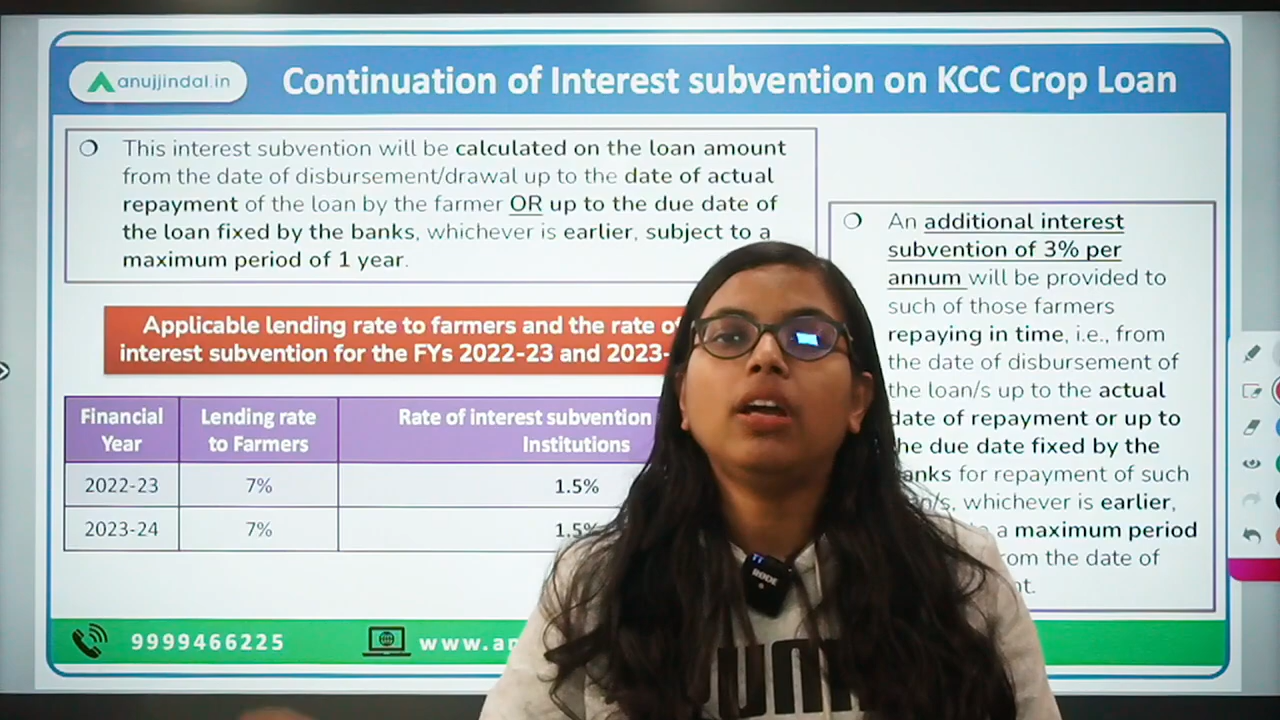 anujjindal.in
Continuation of Interest subvention on KCC Crop Loan
This interest subvention will be calculated on the loan amount
from the date of disbursement/drawal up to the date of actual
repayment of the loan by the farmer OR up to the due date of
the loan fixed by the banks, whichever is earlier, subject to a
maximum period of 1 year.
Applicable lending rate to farmers and the rate of
interest subvention for the FYs 2022-23 and 2023-
Financial
Year
Lending rate
to Farmers
Rate of interest subvention
Institutions
2022-23
7%
1.5%
2023-24
7%
1.5%
An additional interest
subvention of 3% per
annum will be provided to
such of those farmers
repaying in time, i.e., from
the date of disbursement of
the loan/s up to the actual
date of repayment or up to
the due date fixed by the
banks for repayment of such
whichever is earlier,
a maximum period
from the date of
9999466225
www.an
RODE